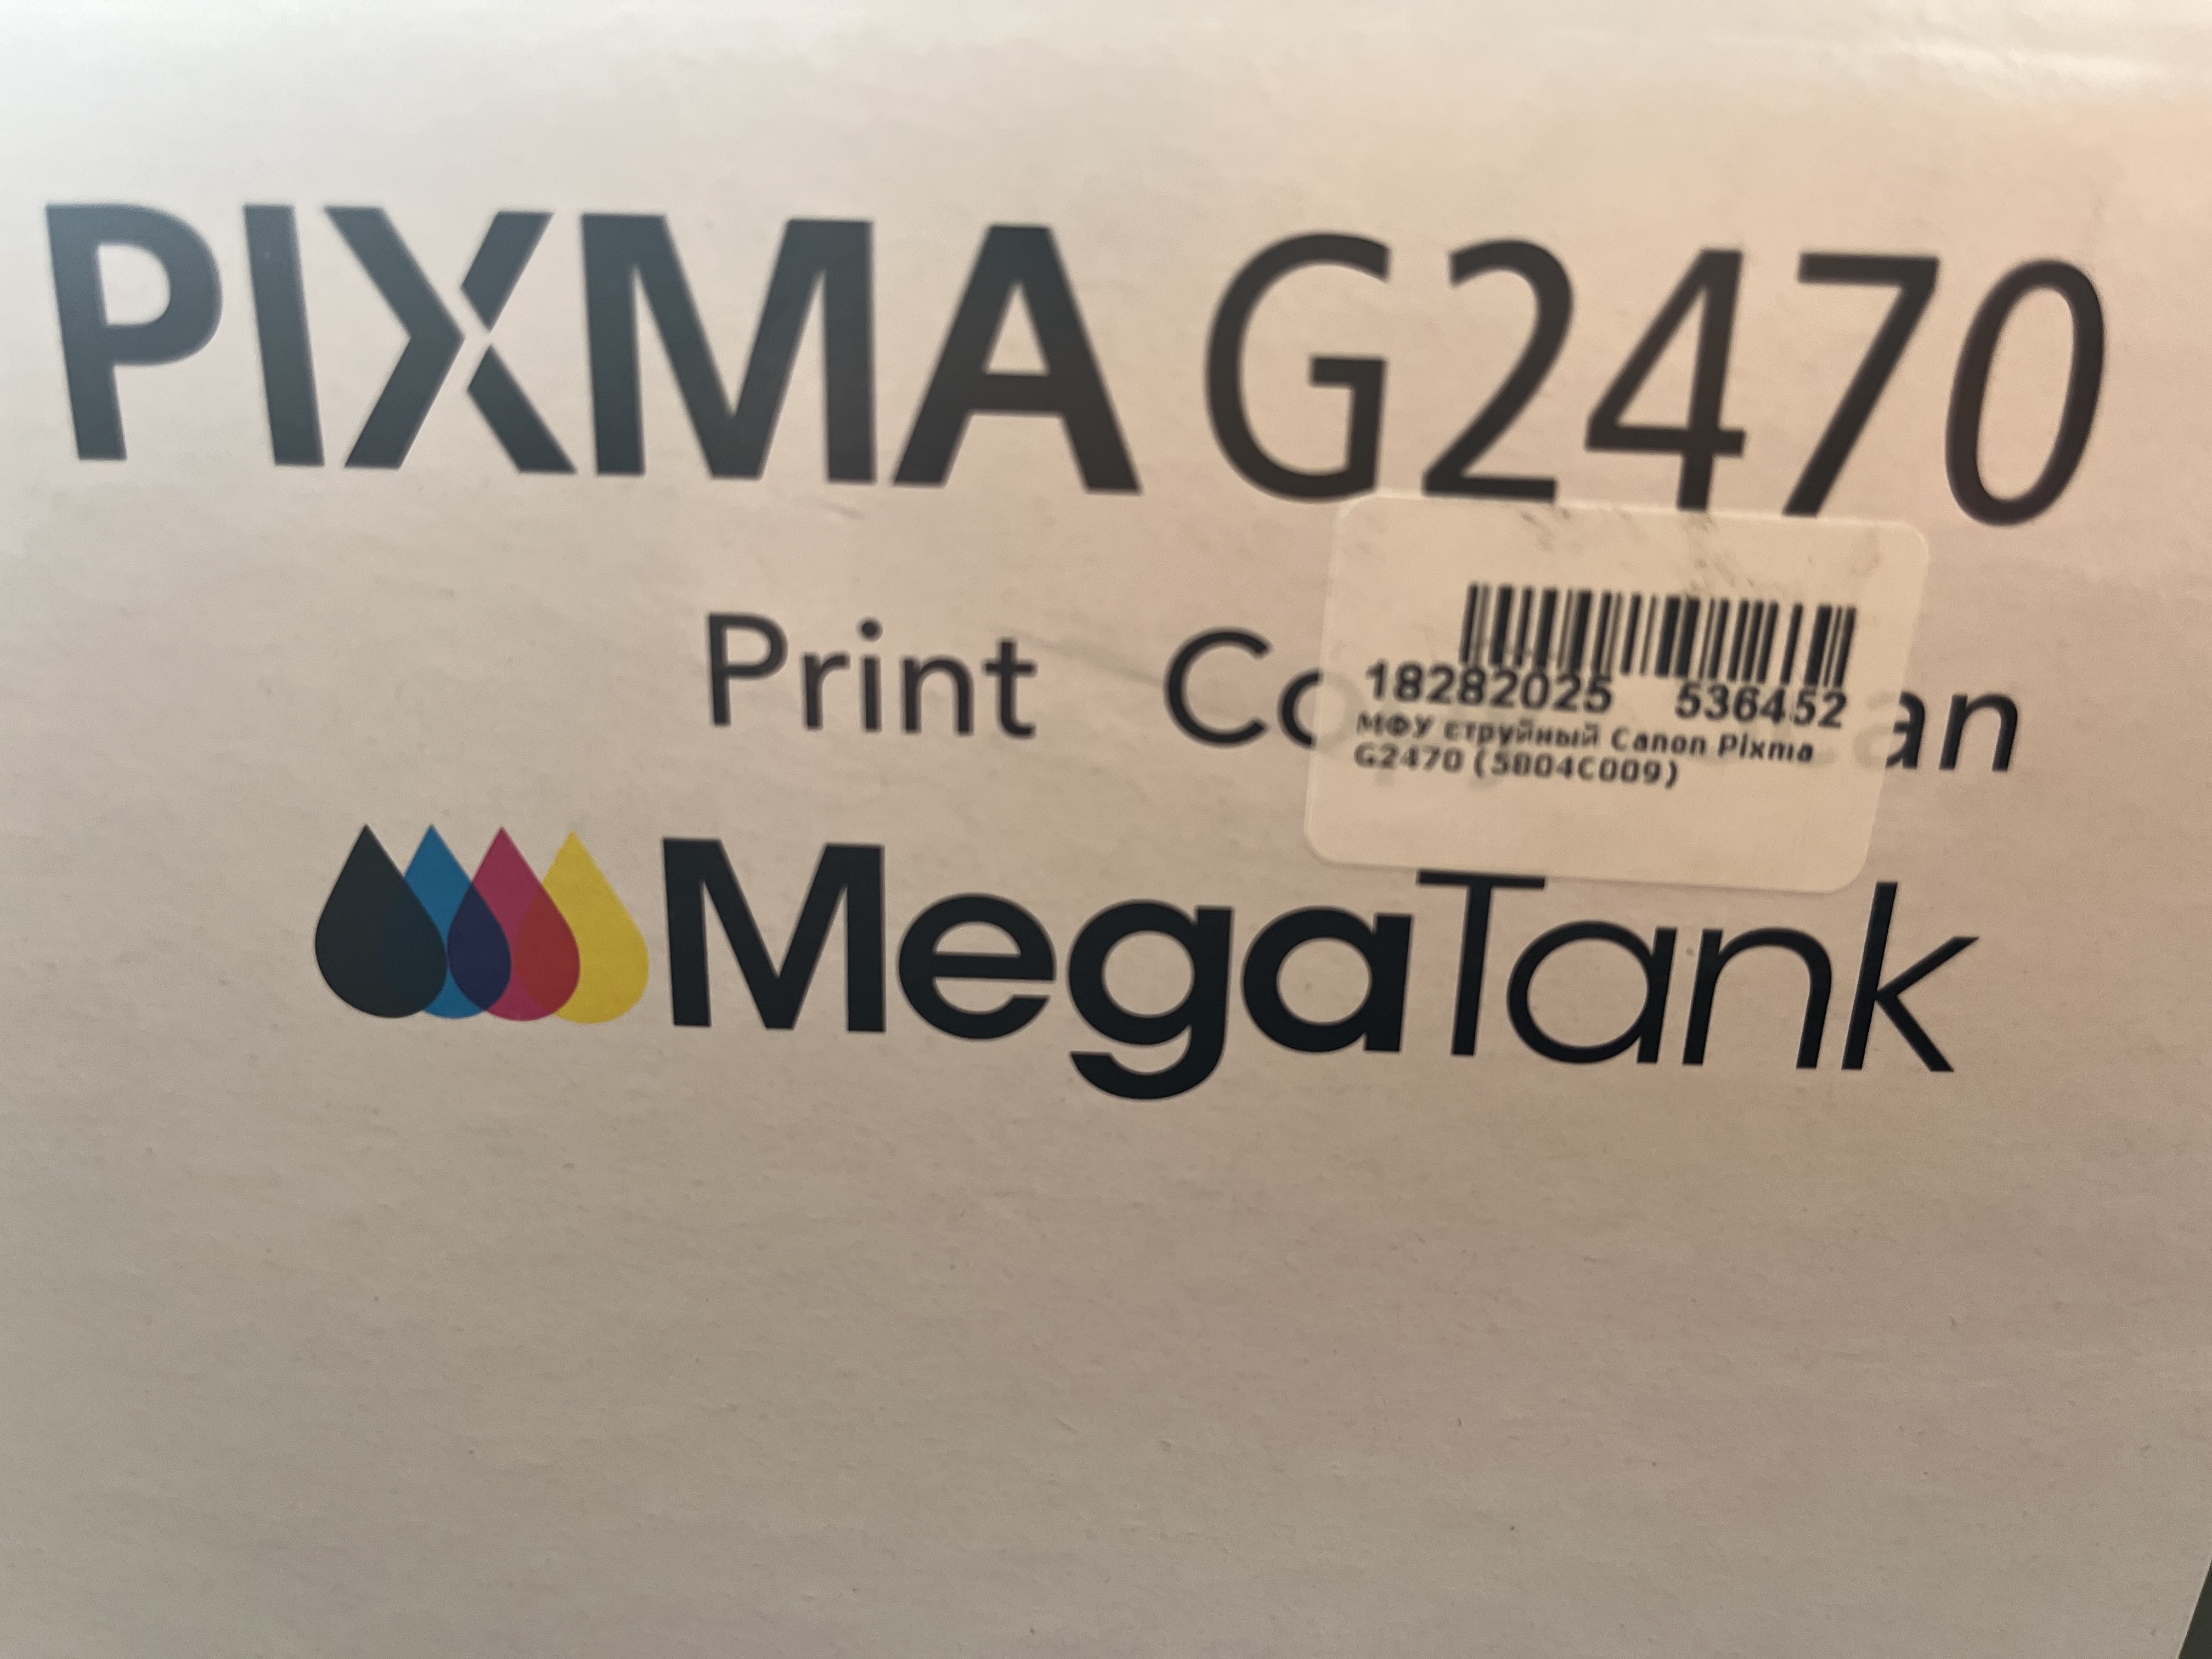 PIXMA G2470
Print Co an
18282025 536452
МФУ струйный Canon Pixma
G2470 (5804C009)
MegaTank